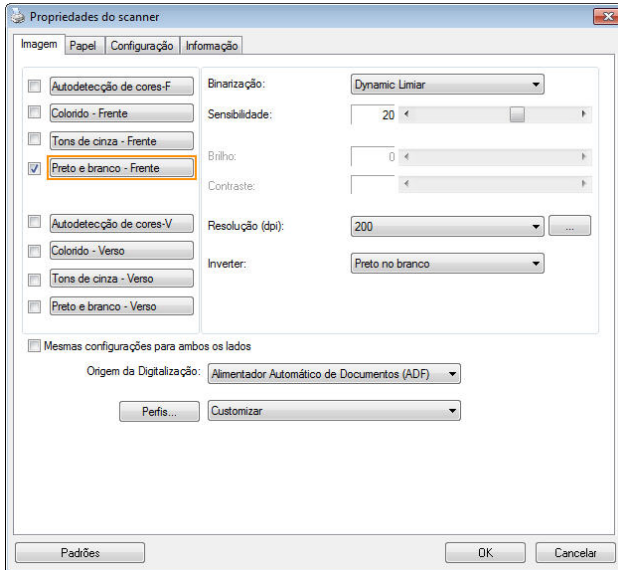 Propriedades do scanner
Imagem Papel Configuração Informação
Autodetecção de cores-F
Colorido - Frente
Tons de cinza - Frente
Preto e branco - Frente
Autodetecção de cores-V
Colorido - Verso
Tons de cinza - Verso
Preto e branco - Verso
Binarização: Dynamic Limiar
Sensibilidade: 20
Brilho: 0
Contraste:
Resolução (dpi): 200 ...
Inverter: Preto no branco
Mesmas configurações para ambos os lados
Origem da Digitalização: Alimentador Automático de Documentos (ADF)
Perfis... Customizar
Padrões OK Cancelar